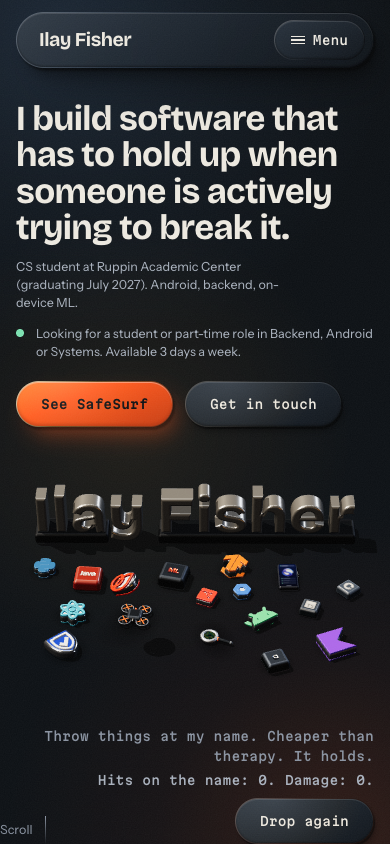 Ilay Fisher
Menu
I build software that
has to hold up when
someone is actively
trying to break it.
CS student at Ruppin Academic Center
(graduating July 2027). Android, backend, on-
device ML.
Looking for a student or part-time role in Backend, Android
or Systems. Available 3 days a week.
See SafeSurf
Get in touch
Ilay Fisher
Java
ML
Throw things at my name. Cheaper than
therapy. It holds.
Hits on the name: 0. Damage: 0.
Scroll
Drop again